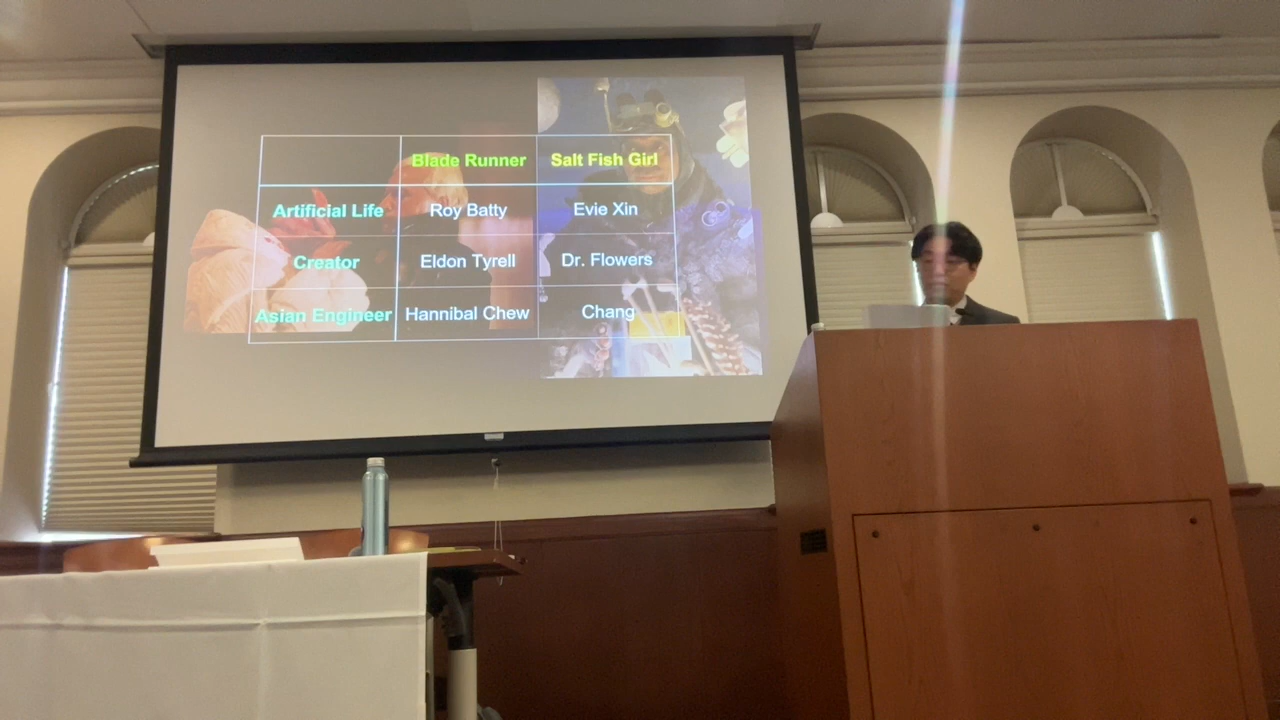 Blade Runner Salt Fish Girl
Artificial Life Roy Batty Evie Xin
Creator Eldon Tyrell Dr. Flowers
Asian Engineer Hannibal Chew Chang